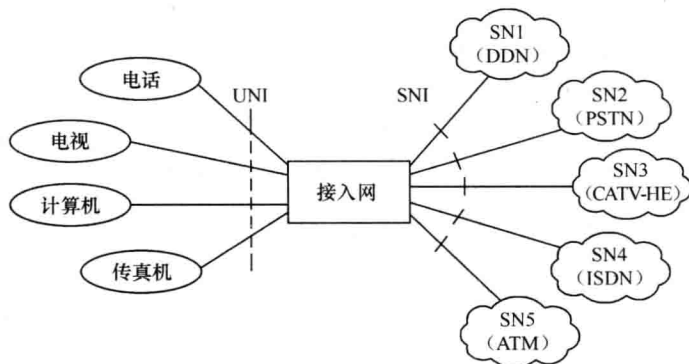 电话
电视
计算机
传真机
UNI
接入网
SNI
SN1
(DDN)
SN2
(PSTN)
SN3
(CATV-HE)
SN4
(ISDN)
SN5
(ATM)